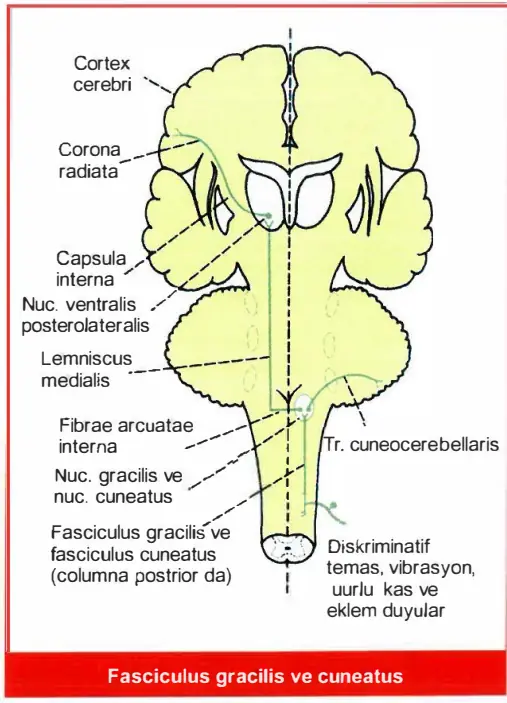 Cortex
cerebri
Corona
radiata
Capsula
interna
Nuc. ventralis
posterolateralis
Lemniscus
medialis
Fibrae arcuatae
interna
Tr. cuneocerebellaris
Nuc. gracilis ve
nuc. cuneatus
Fasciculus gracilis ve
fasciculus cuneatus
(columna postrior da)
Diskriminatif
temas, vibrasyon,
uurlu kas ve
eklem duyular
Fasciculus gracilis ve cuneatus